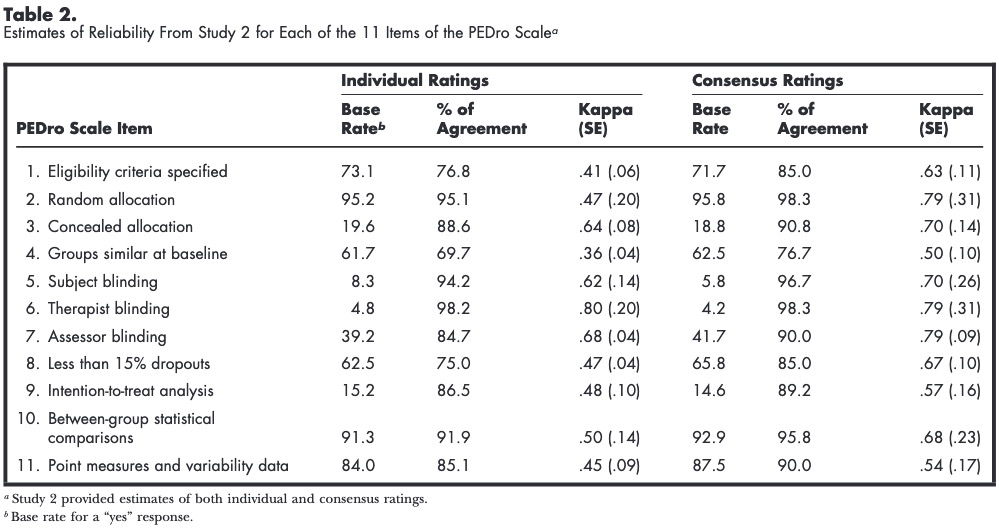 Table 2.
Estimates of Reliability From Study 2 for Each of the 11 Items of the PEDro Scaleᵃ
Individual Ratings Consensus Ratings
Base % of Kappa Base % of Kappa
PEDro Scale Item Rateᵇ Agreement (SE) Rate Agreement (SE)
1. Eligibility criteria specified 73.1 76.8 .41 (.06) 71.7 85.0 .63 (.11)
2. Random allocation 95.2 95.1 .47 (.20) 95.8 98.3 .79 (.31)
3. Concealed allocation 19.6 88.6 .64 (.08) 18.8 90.8 .70 (.14)
4. Groups similar at baseline 61.7 69.7 .36 (.04) 62.5 76.7 .50 (.10)
5. Subject blinding 8.3 94.2 .62 (.14) 5.8 96.7 .70 (.26)
6. Therapist blinding 4.8 98.2 .80 (.20) 4.2 98.3 .79 (.31)
7. Assessor blinding 39.2 84.7 .68 (.04) 41.7 90.0 .79 (.09)
8. Less than 15% dropouts 62.5 75.0 .47 (.04) 65.8 85.0 .67 (.10)
9. Intention-to-treat analysis 15.2 86.5 .48 (.10) 14.6 89.2 .57 (.16)
10. Between-group statistical
comparisons 91.3 91.9 .50 (.14) 92.9 95.8 .68 (.23)
11. Point measures and variability data 84.0 85.1 .45 (.09) 87.5 90.0 .54 (.17)
ᵃ Study 2 provided estimates of both individual and consensus ratings.
ᵇ Base rate for a “yes” response.